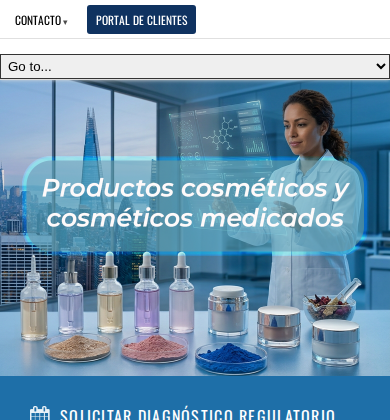 CONTACTO ▾
PORTAL DE CLIENTES
Go to...
Productos cosméticos y
cosméticos medicados
SOLICITAR DIAGNÓSTICO REGULATORIO